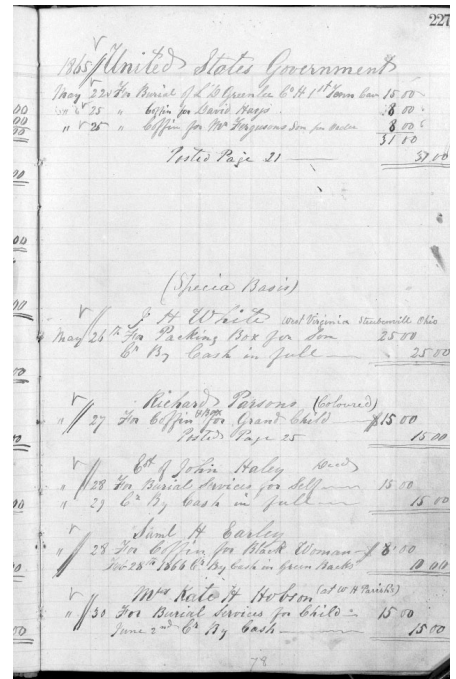 227
1865 United States Government
May 22 For Burial of L. D. Greenlee Co H 1st Tenn Cav 15 00
" 25 " Coffin for David Hays 8 00
" 25 " Coffin for Mr Fergusons Son per Order 8 00
31 00
Posted Page 21 31 00
(Specia Basis)
J H White West Virginia Steubenville Ohio
May 26th For Packing Box for Son 25 00
Cr By Cash in full 25 00
Richard Parsons (Coloured)
" 27 For Coffin & Box for Grand Child $15 00
Posted Page 25 15 00
Est of John Haley Decd
" 28 For Burial Services for Self 15 00
" 29 Cr By Cash in full 15 00
Saml H Earley
" 28 For Coffin for Black Woman $ 8 00
28th 1866 Cr By Cash in Green Backs 10 00
Mrs Kate H Hobson (at W H Parish's)
" 30 For Burial Services for Child 15 00
June 2nd Cr By Cash 15 00
78